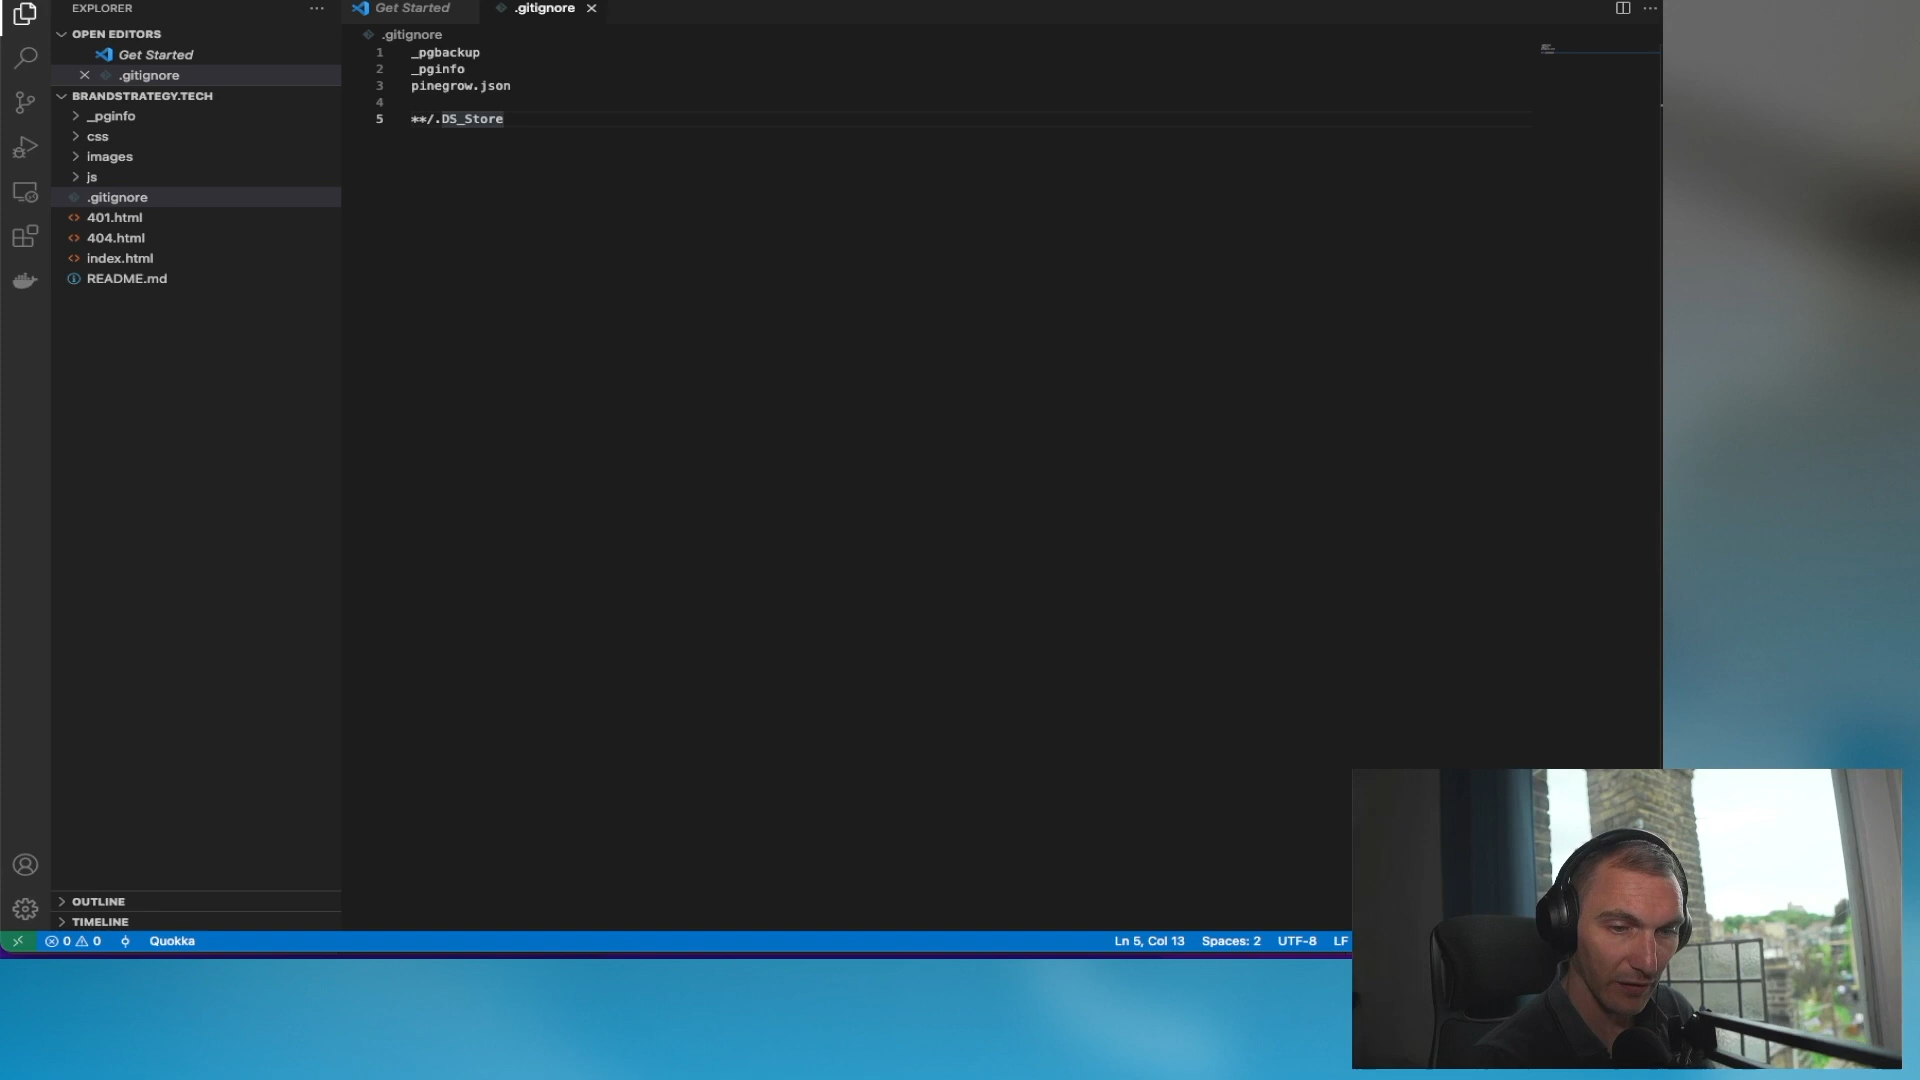 EXPLORER
Get Started
.gitignore
OPEN EDITORS
Get Started
.gitignore
BRANDSTRATEGY.TECH
_pginfo
css
images
js
.gitignore
401.html
404.html
index.html
README.md
OUTLINE
TIMELINE
.gitignore
1 _pgbackup
2 _pginfo
3 pinegrow.json
4
5 **/.DS_Store
0 0 Quokka Ln 5, Col 13 Spaces: 2 UTF-8 LF